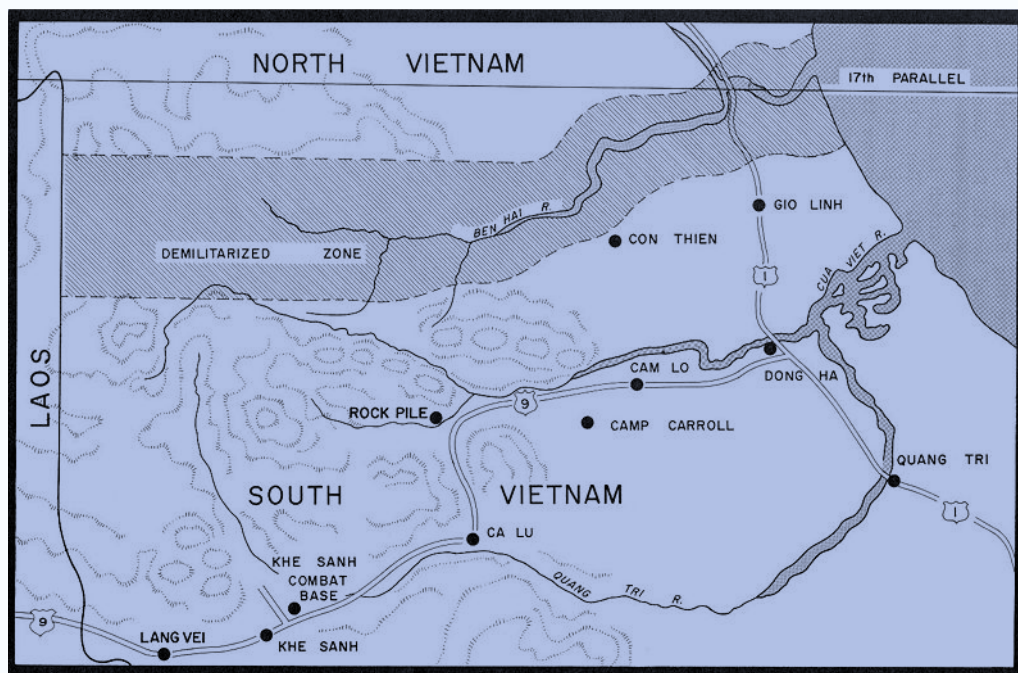 NORTH VIETNAM
17th PARALLEL
GIO LINH
BEN HAI R.
CON THIEN
DEMILITARIZED ZONE
CUA VIET R.
1
LAOS
CAM LO
DONG HA
9
ROCK PILE
CAMP CARROLL
QUANG TRI
SOUTH VIETNAM
1
CA LU
KHE SANH
COMBAT
BASE
QUANG TRI R.
9
LANG VEI
KHE SANH